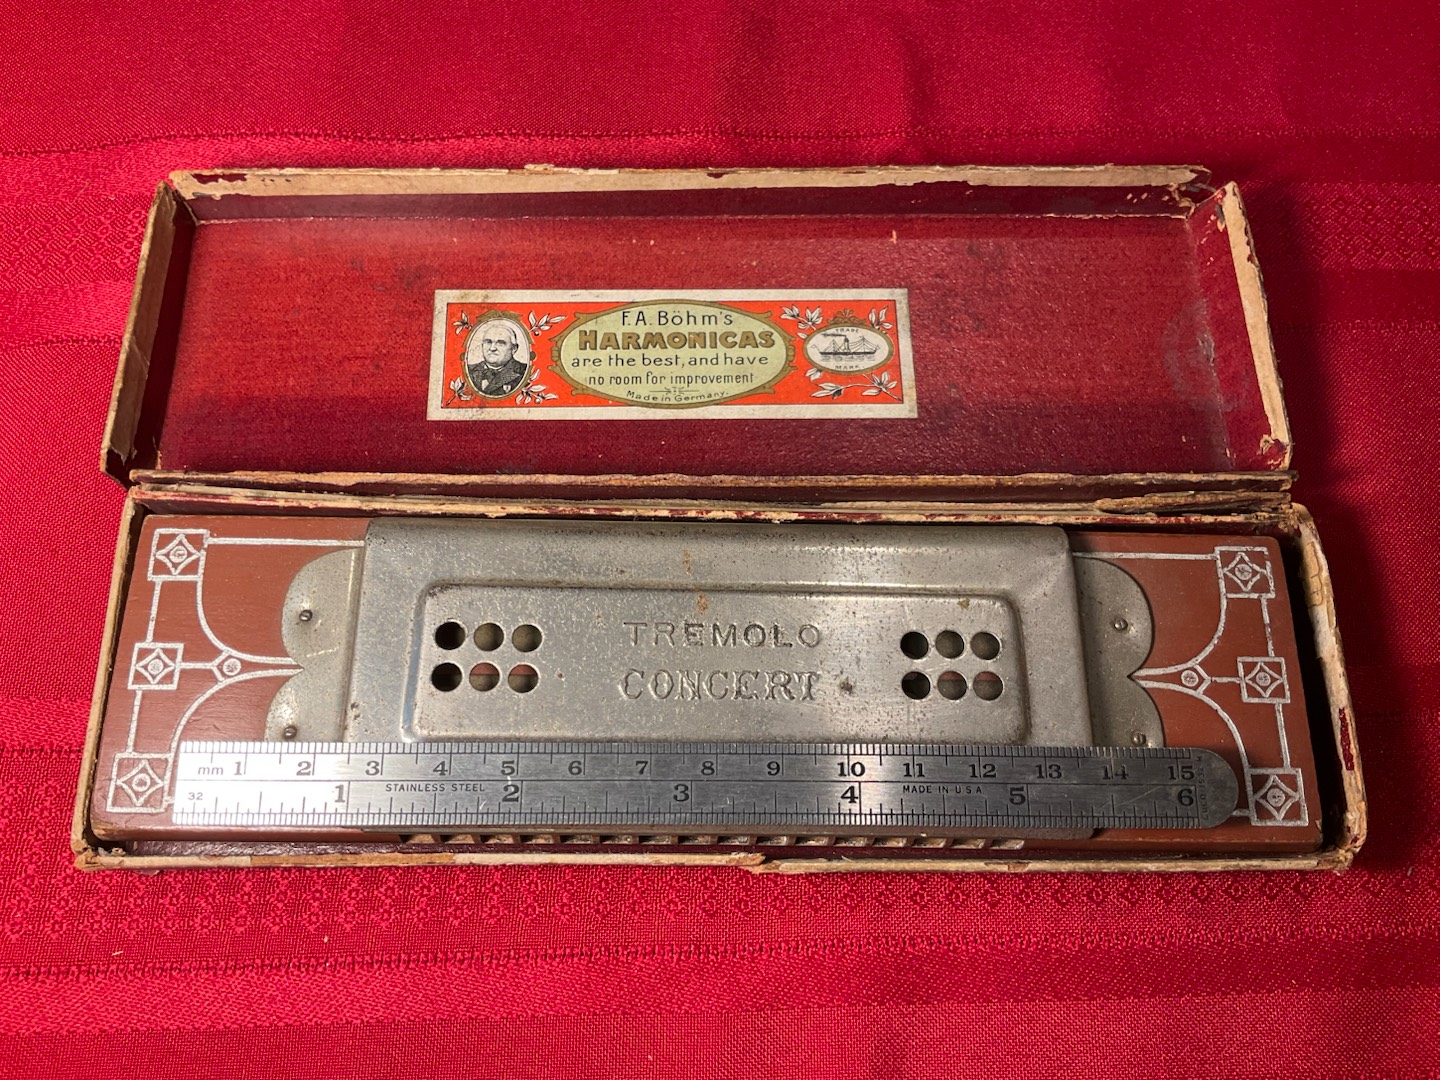 F.A. Böhm's
HARMONICAS
are the best, and have
no room for improvement
Made in Germany.
TRADE
MARK
TREMOLO
CONCERT
mm 1 2 3 4 5 6 7 8 9 10 11 12 13 14 15
STAINLESS STEEL MADE IN U.S.A
32 1 2 3 4 5 6